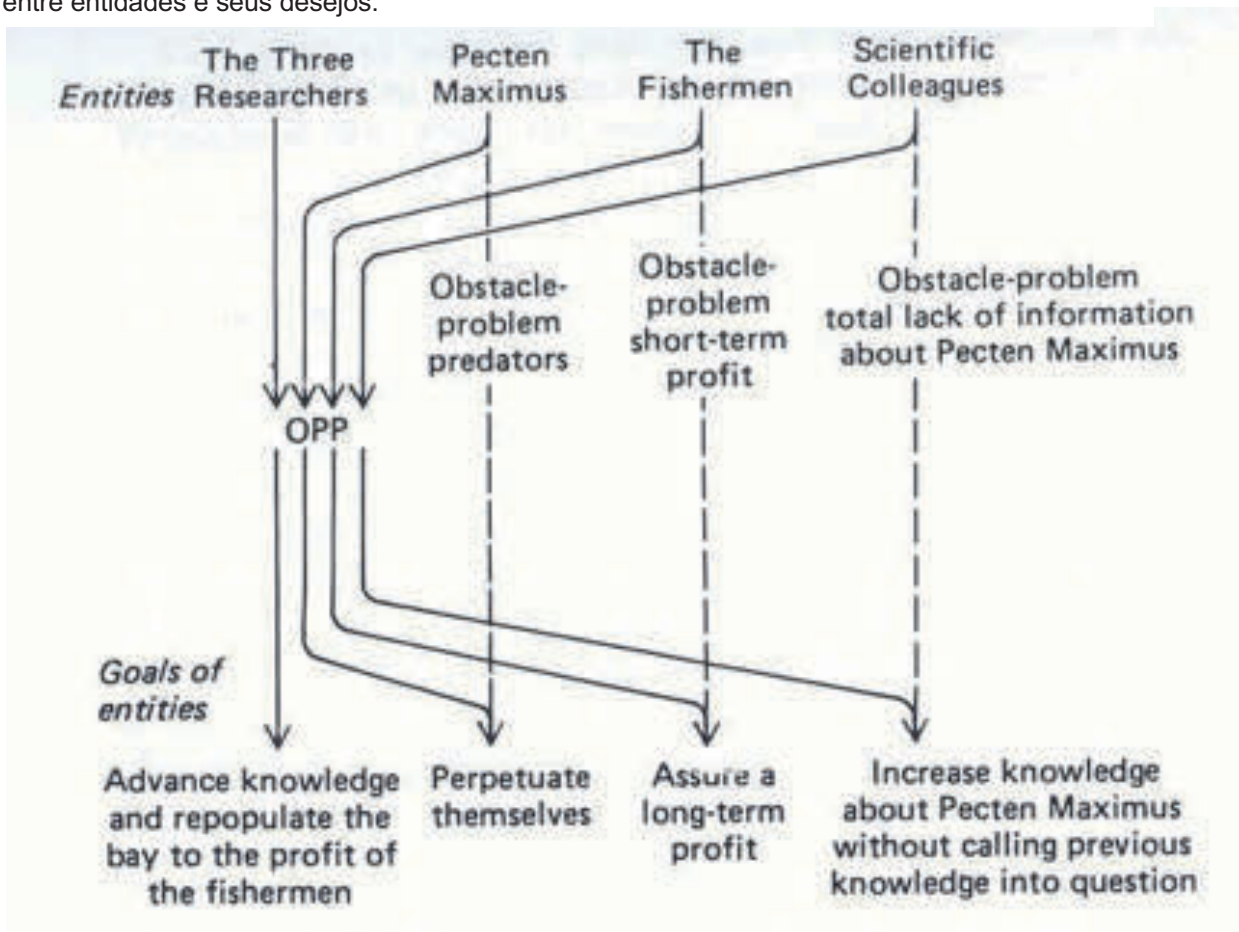 entre entidades e seus desejos.
Entities
The Three
Researchers
Pecten
Maximus
The
Fishermen
Scientific
Colleagues
Obstacle-
problem
predators
Obstacle-
problem
short-term
profit
Obstacle-problem
total lack of information
about Pecten Maximus
OPP
Goals of
entities
Advance knowledge
and repopulate the
bay to the profit of
the fishermen
Perpetuate
themselves
Assure a
long-term
profit
Increase knowledge
about Pecten Maximus
without calling previous
knowledge into question